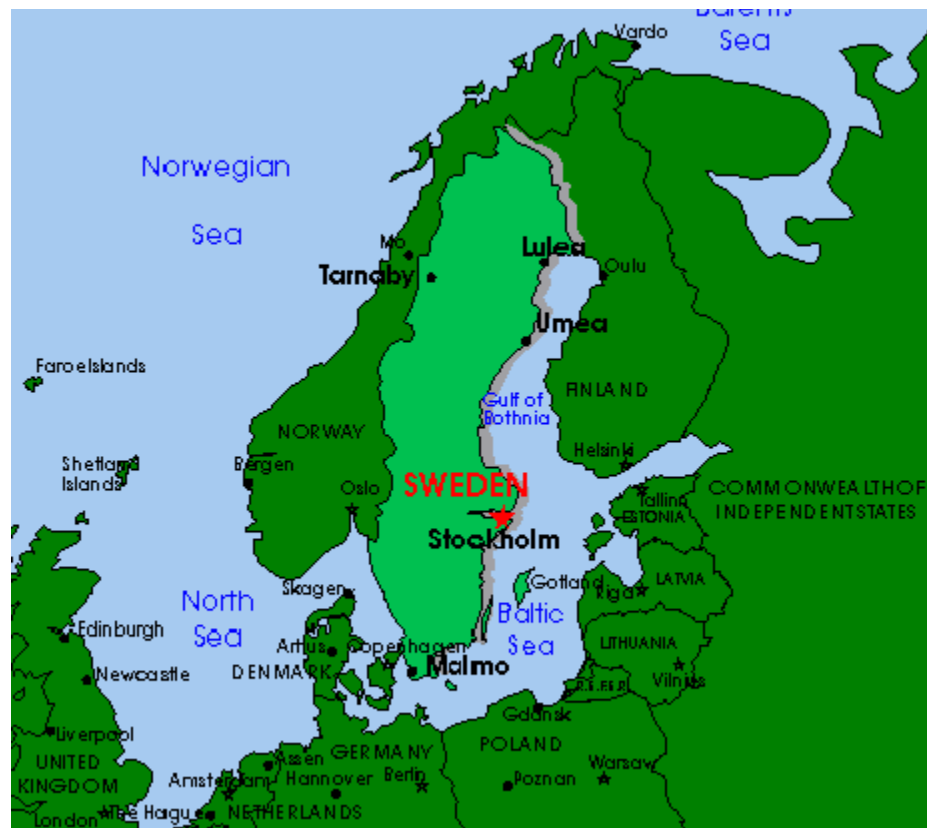 Barents
Sea
Vardo
Norwegian
Sea
Mo
Lulea
Oulu
Tarnaby
Umea
Faroe Islands
FINLAND
Gulf of
Bothnia
NORWAY
Helsinki
Shetland
Islands
Bergen
SWEDEN
Oslo
COMMONWEALTH OF
INDEPENDENT STATES
Tallinn
ESTONIA
Stockholm
Skagen
Gotland
LATVIA
Riga
North
Sea
Baltic
Sea
Edinburgh
Arhus
Copenhagen
LITHUANIA
Newcastle
DENMARK
Malmo
Vilnius
Gdansk
Liverpool
GERMANY
POLAND
UNITED
KINGDOM
Assen
Warsaw
Amsterdam
Hannover
Berlin
Poznan
London
The Hague
NETHERLANDS